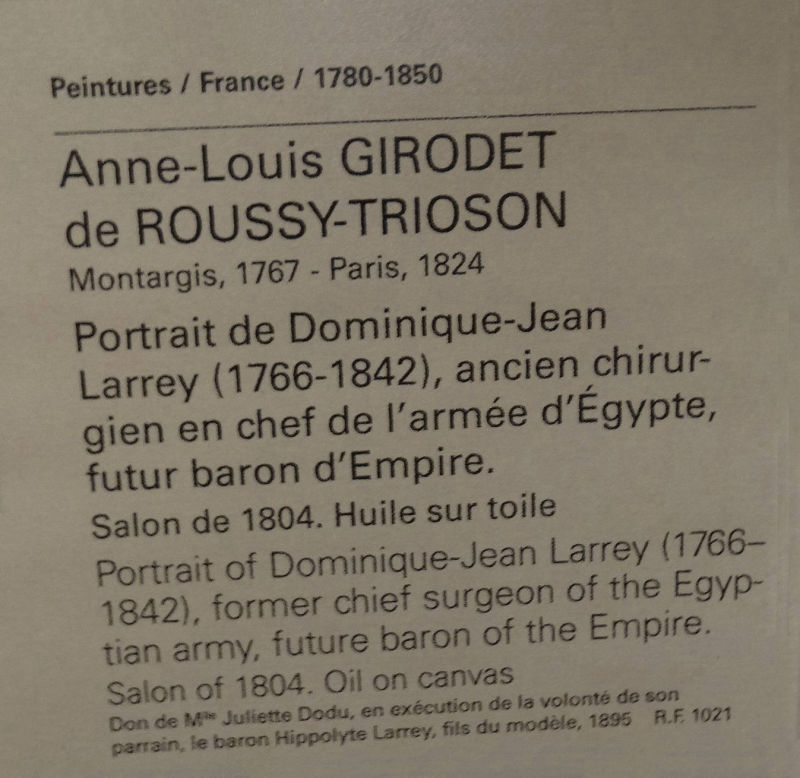 Peintures / France / 1780-1850
Anne-Louis GIRODET
de ROUSSY-TRIOSON
Montargis, 1767 - Paris, 1824
Portrait de Dominique-Jean
Larrey (1766-1842), ancien chirur-
gien en chef de l'armée d'Égypte,
futur baron d'Empire.
Salon de 1804. Huile sur toile
Portrait of Dominique-Jean Larrey (1766–
1842), former chief surgeon of the Egyp-
tian army, future baron of the Empire.
Salon of 1804. Oil on canvas
Don de Mlle Juliette Dodu, en exécution de la volonté de son
parrain, le baron Hippolyte Larrey, fils du modèle, 1895 R.F. 1021